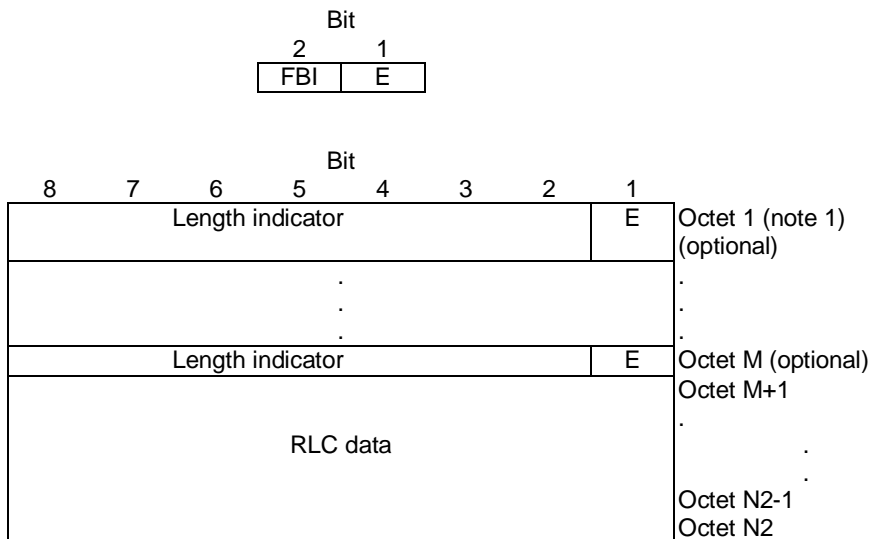 Bit
2 1
FBI E
Bit
8 7 6 5 4 3 2 1
Length indicator E Octet 1 (note 1)
(optional)
. .
. .
. .
Length indicator E Octet M (optional)
Octet M+1
.
RLC data .
.
Octet N2-1
Octet N2